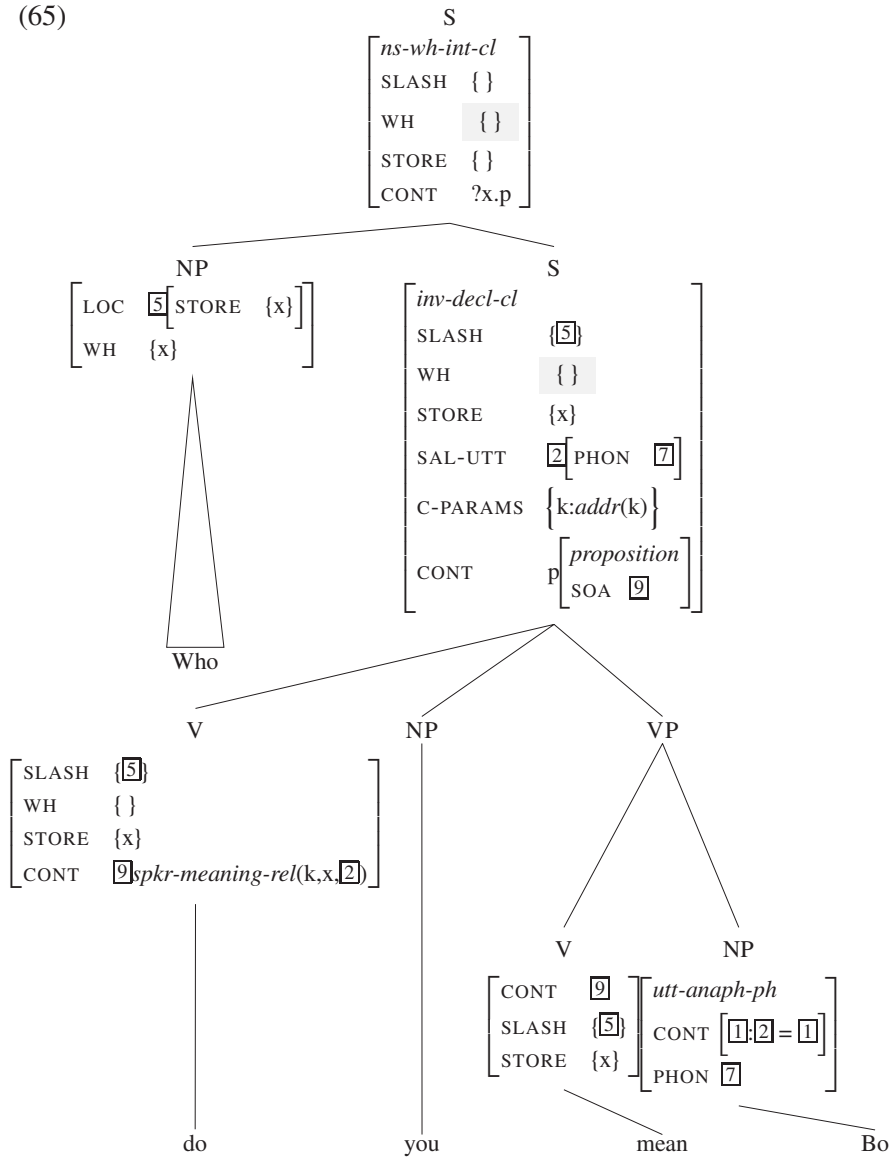 (65)
S
ns-wh-int-cl
SLASH { }
WH { }
STORE { }
CONT ?x.p
NP S
LOC 5[STORE {x}]
WH {x}
inv-decl-cl
SLASH {5}
WH { }
STORE {x}
SAL-UTT 2[PHON 7]
C-PARAMS {k:addr(k)}
CONT p[proposition
SOA 9]
Who
V NP VP
SLASH {5}
WH { }
STORE {x}
CONT 9spkr-meaning-rel(k,x,2)
V NP
CONT 9
SLASH {5}
STORE {x}
utt-anaph-ph
CONT [1:2 = 1]
PHON 7
do you mean Bo